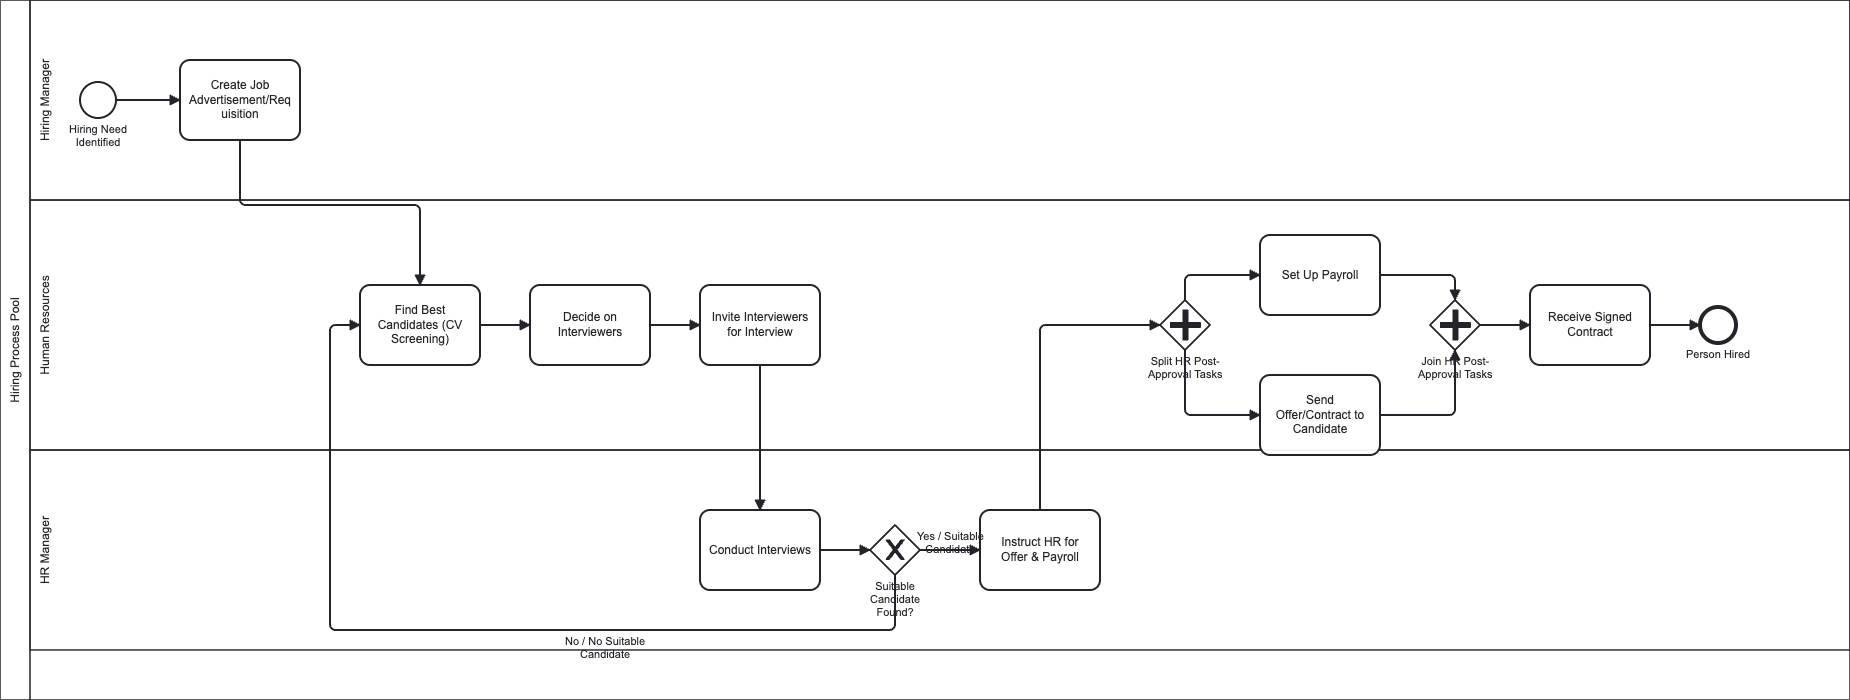 Hiring Process Pool
Hiring Manager
Hiring Need
Identified
Create Job
Advertisement/Req
uisition
Human Resources
Find Best
Candidates (CV
Screening)
Decide on
Interviewers
Invite Interviewers
for Interview
Split HR Post-
Approval Tasks
Set Up Payroll
Send
Offer/Contract to
Candidate
Join HR Post-
Approval Tasks
Receive Signed
Contract
Person Hired
HR Manager
Conduct Interviews
X
Suitable
Candidate
Found?
Yes / Suitable
Candidate
Instruct HR for
Offer & Payroll
No / No Suitable
Candidate